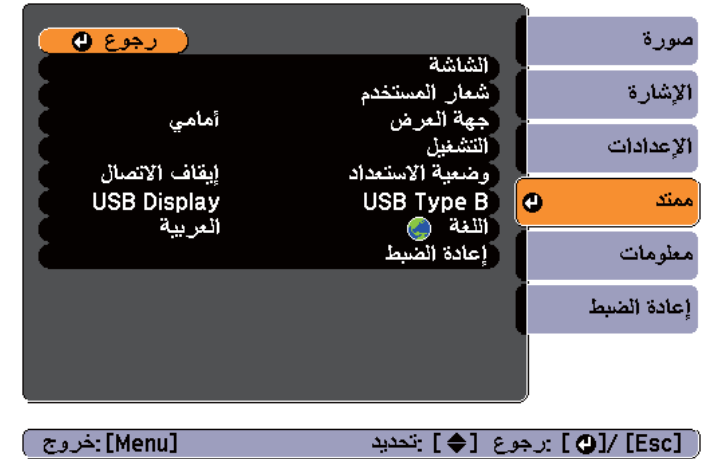 صورة
الإشارة
الإعدادات
ممتد
معلومات
إعادة الضبط
رجوع
الشاشة
شعار المستخدم
جهة العرض أمامي
التشغيل
وضعية الاستعداد إيقاف الاتصال
USB Type B USB Display
اللغة العربية
إعادة الضبط
[Esc] /[ ] :رجوع [ ] :تحديد [Menu] :خروج